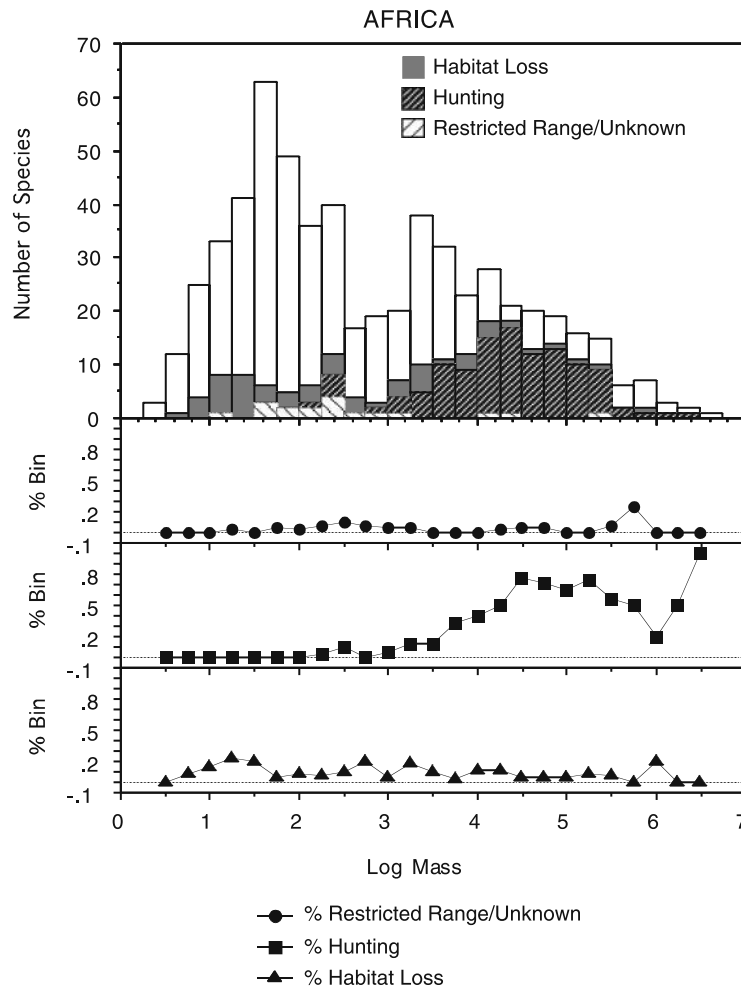 AFRICA
70
60
50
40
30
20
10
0
Number of Species
Habitat Loss
Hunting
Restricted Range/Unknown
.8
.5
.2
-.1
% Bin
.8
.5
.2
-.1
% Bin
.8
.5
.2
-.1
% Bin
0 1 2 3 4 5 6 7
Log Mass
% Restricted Range/Unknown
% Hunting
% Habitat Loss